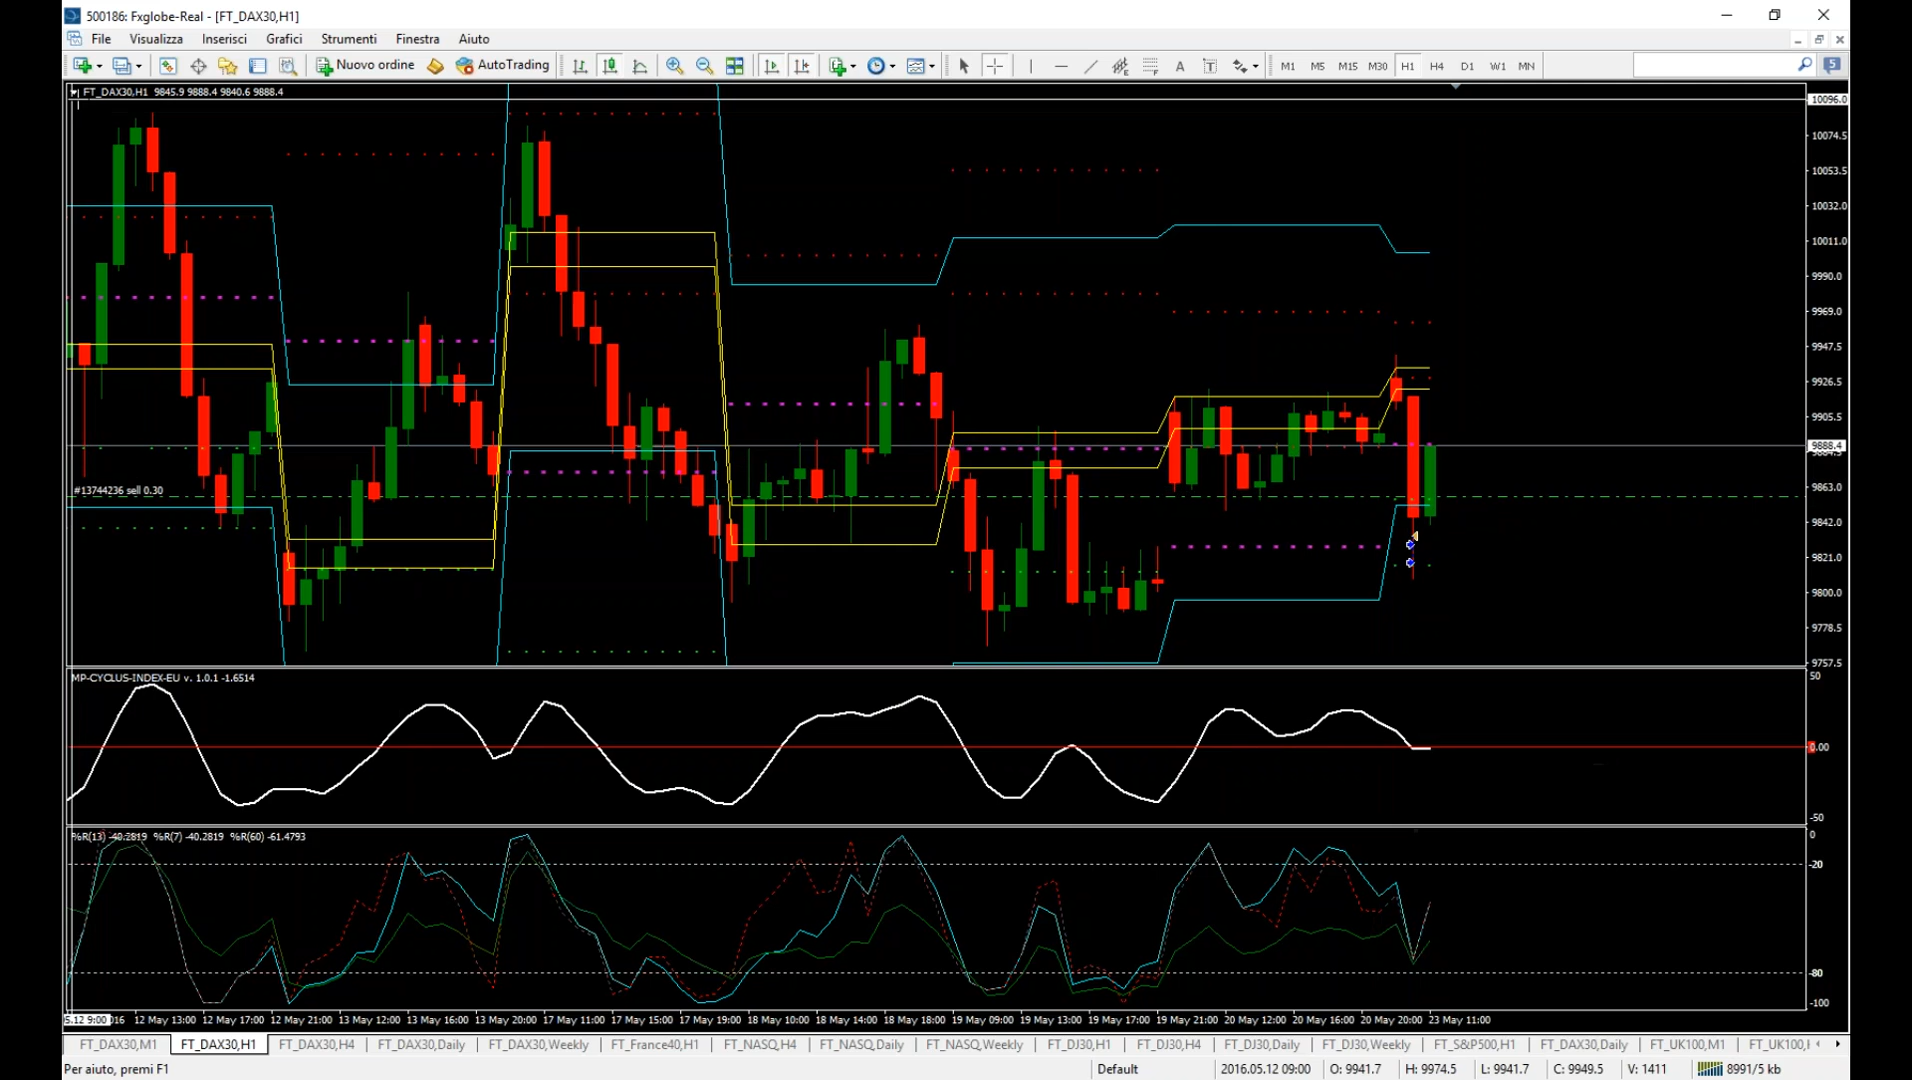 500186: Fxglobe-Real - [FT_DAX30,H1]
File Visualizza Inserisci Grafici Strumenti Finestra Aiuto
Nuovo ordine AutoTrading M1 M5 M15 M30 H1 H4 D1 W1 MN 5
FT_DAX30,H1 9845.9 9888.4 9840.6 9888.4
10096.0
10074.5
10053.5
10032.0
10011.0
9990.0
9969.0
9947.5
9926.5
9905.5
9888.4
9884.5
#13744236 sell 0.30
9863.0
9842.0
9821.0
9800.0
9778.5
9757.5
MP-CYCLUS-INDEX-EU v. 1.0.1 -1.6514
50
0.00
-50
%R(13) -40.2819 %R(7) -40.2819 %R(60) -61.4793
0
-20
-80
-100
12 May 13:00 12 May 17:00 12 May 21:00 13 May 12:00 13 May 16:00 13 May 20:00 17 May 11:00 17 May 15:00 17 May 19:00 18 May 10:00 18 May 14:00 18 May 18:00 19 May 09:00 19 May 13:00 19 May 17:00 19 May 21:00 20 May 12:00 20 May 16:00 20 May 20:00 23 May 11:00
FT_DAX30,M1 FT_DAX30,H1 FT_DAX30,H4 FT_DAX30,Daily FT_DAX30,Weekly FT_France40,H1 FT_NASQ,H4 FT_NASQ,Daily FT_NASQ,Weekly FT_DJ30,H1 FT_DJ30,H4 FT_DJ30,Daily FT_DJ30,Weekly FT_S&P500,H1 FT_DAX30,Daily FT_UK100,M1
Per aiuto, premi F1 Default 2016.05.12 09:00 O: 9941.7 H: 9974.5 L: 9941.7 C: 9949.5 V: 1411 8991/5 kb